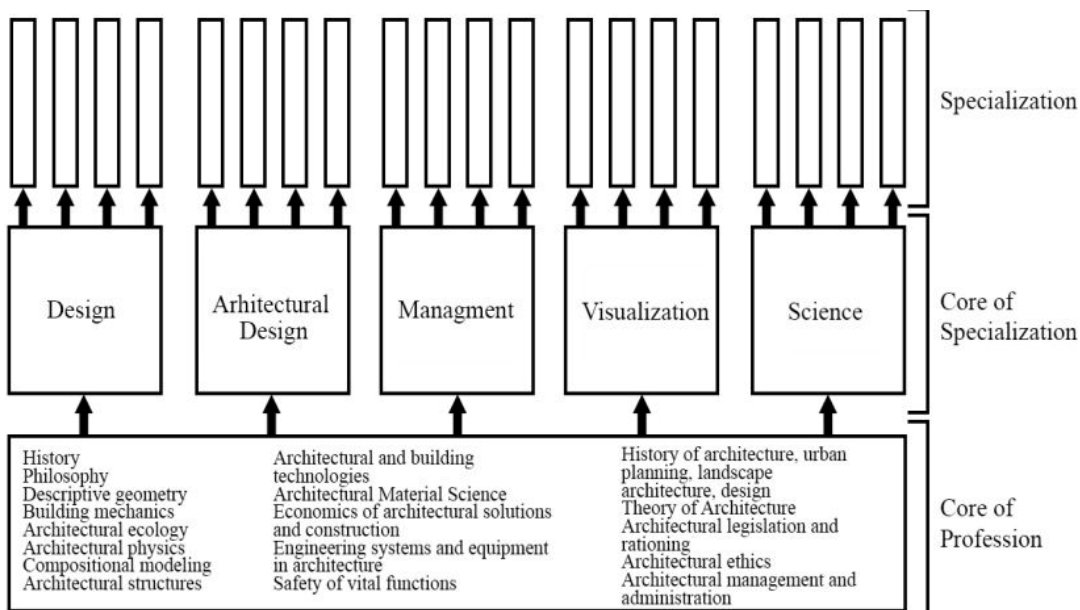 Specialization
Design
Arhitectural
Design
Managment
Visualization
Science
Core of
Specialization
History
Philosophy
Descriptive geometry
Building mechanics
Architectural ecology
Architectural physics
Compositional modeling
Architectural structures
Architectural and building
technologies
Architectural Material Science
Economics of architectural solutions
and construction
Engineering systems and equipment
in architecture
Safety of vital functions
History of architecture, urban
planning, landscape
architecture, design
Theory of Architecture
Architectural legislation and
rationing
Architectural ethics
Architectural management and
administration
Core of
Profession